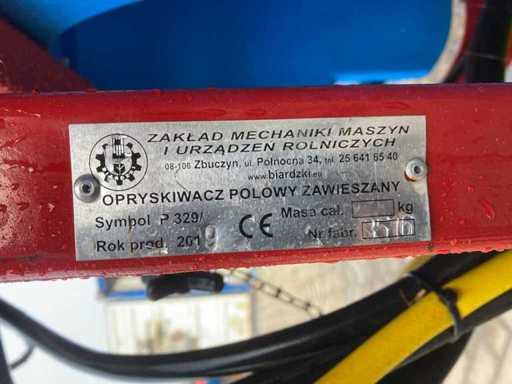 ZAKŁAD MECHANIKI MASZYN
I URZĄDZEŃ ROLNICZYCH
08-106 Zbuczyn, ul. Północna 34, tel. 25 641 65 40
www.biardzki.eu
OPRYSKIWACZ POLOWY ZAWIESZANY
Symbol P 329/
CE
Masa cał. kg
Rok prod. 201
Nr fabr.